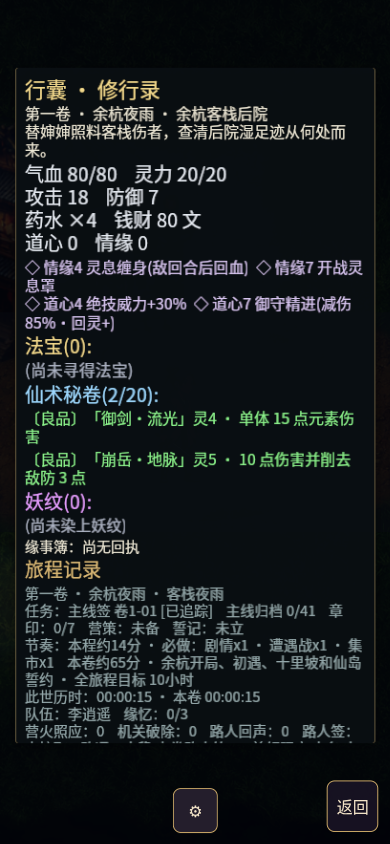 行囊 · 修行录
第一卷 · 余杭夜雨 · 余杭客栈后院
替婶婶照料客栈伤者，查清后院湿足迹从何处而
来。
气血 80/80 灵力 20/20
攻击 18 防御 7
药水 ×4 钱财 80 文
道心 0 情缘 0
◇ 情缘4 灵息缠身(敌回合后回血) ◇ 情缘7 开战灵
息罩
◇ 道心4 绝技威力+30% ◇ 道心7 御守精进(减伤
85%·回灵+)
法宝(0):
(尚未寻得法宝)
仙术秘卷(2/20):
〔良品〕「御剑·流光」灵4 · 单体 15 点元素伤
害
〔良品〕「崩岳·地脉」灵5 · 10 点伤害并削去
敌防 3 点
妖纹(0):
(尚未染上妖纹)
缘事簿：尚无回执
旅程记录
第一卷 · 余杭夜雨 · 客栈夜雨
任务：主线签 卷1-01 [已追踪] 主线归档 0/41 章
印：0/7 营策：未备 誓记：未立
节奏：本程约14分 · 必做：剧情x1 · 遭遇战x1 · 集
市x1 本卷约65分 · 余杭开局、初遇、十里坡和仙岛
誓约 · 全旅程目标 10小时
此世历时：00:00:15 · 本卷 00:00:15
队伍：李逍遥 缘忆：0/3
营火照应：0 机关破除：0 路人回声：0 路人签：
⚙
返回